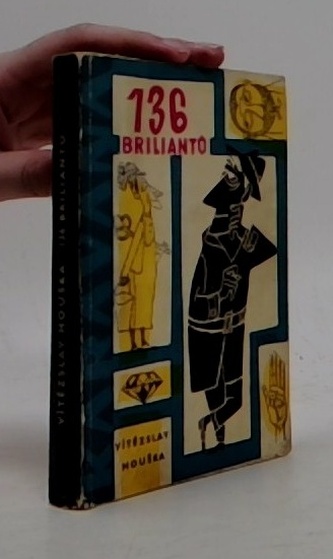 136
BRILIANTŮ
VÍTĚZSLAV
HOUŠKA
VÍTĚZSLAV HOUŠKA 136 BRILIANTŮ